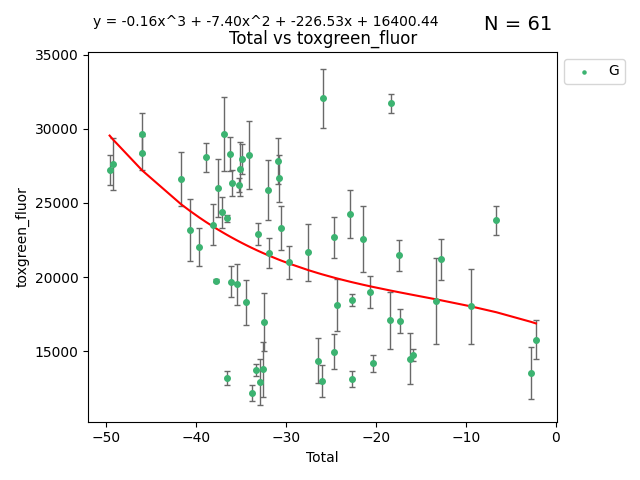 y = -0.16x^3 + -7.40x^2 + -226.53x + 16400.44
N = 61
Total vs toxgreen_fluor
G
35000
30000
25000
20000
15000
toxgreen_fluor
−50 −40 −30 −20 −10 0
Total